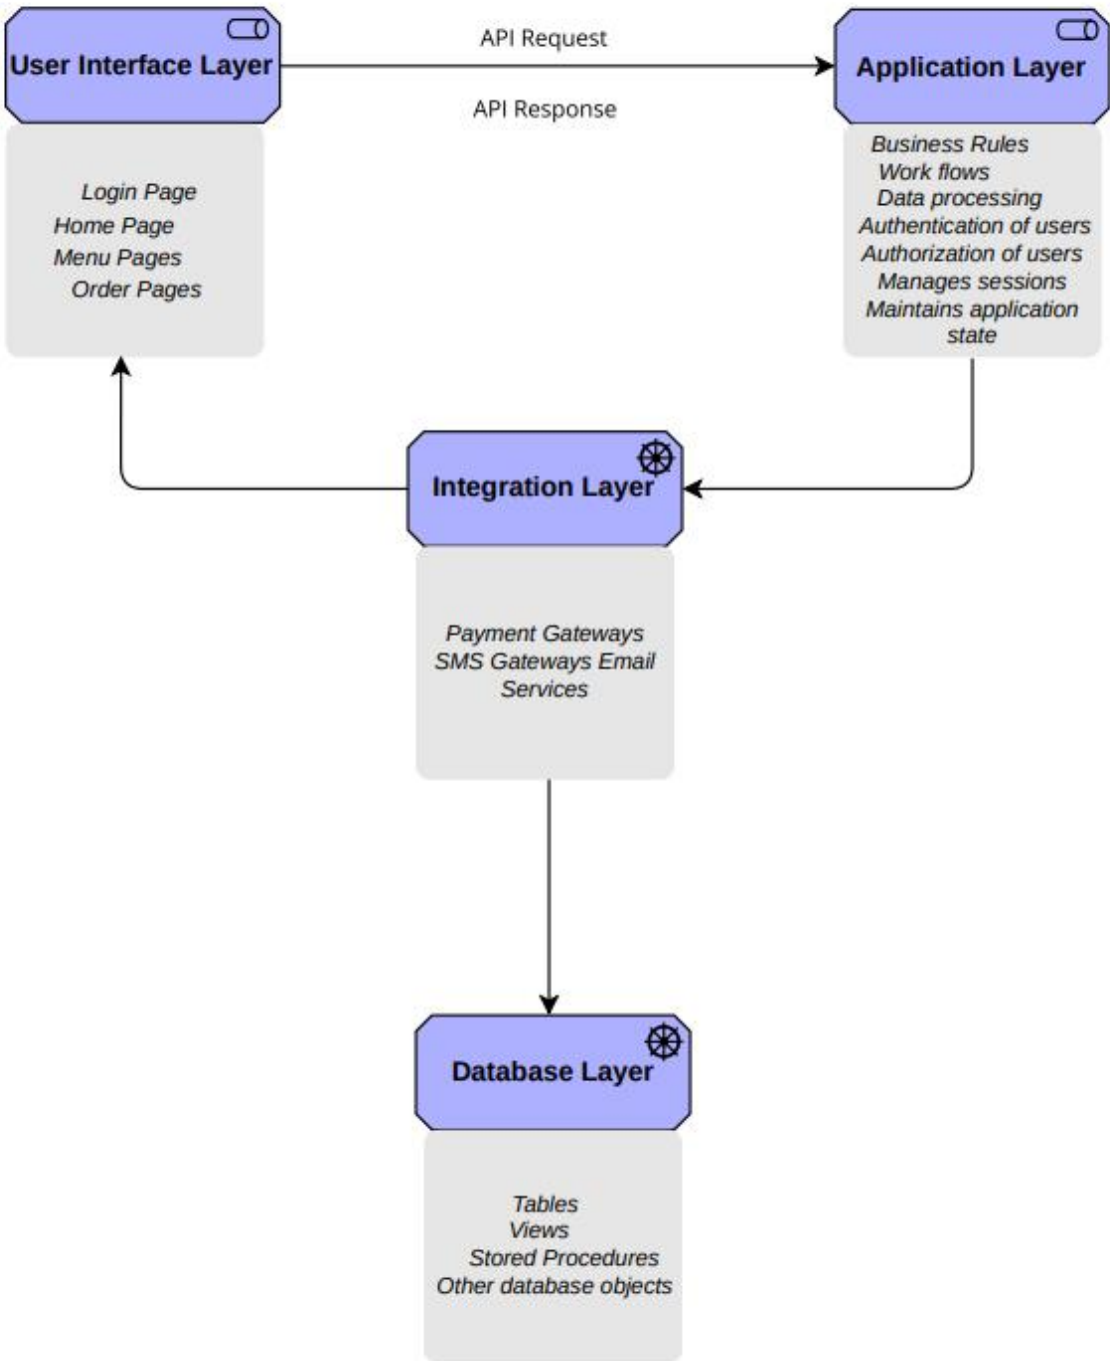 User Interface Layer
API Request
API Response
Application Layer
Login Page
Home Page
Menu Pages
Order Pages
Business Rules
Work flows
Data processing
Authentication of users
Authorization of users
Manages sessions
Maintains application
state
Integration Layer
Payment Gateways
SMS Gateways Email
Services
Database Layer
Tables
Views
Stored Procedures
Other database objects